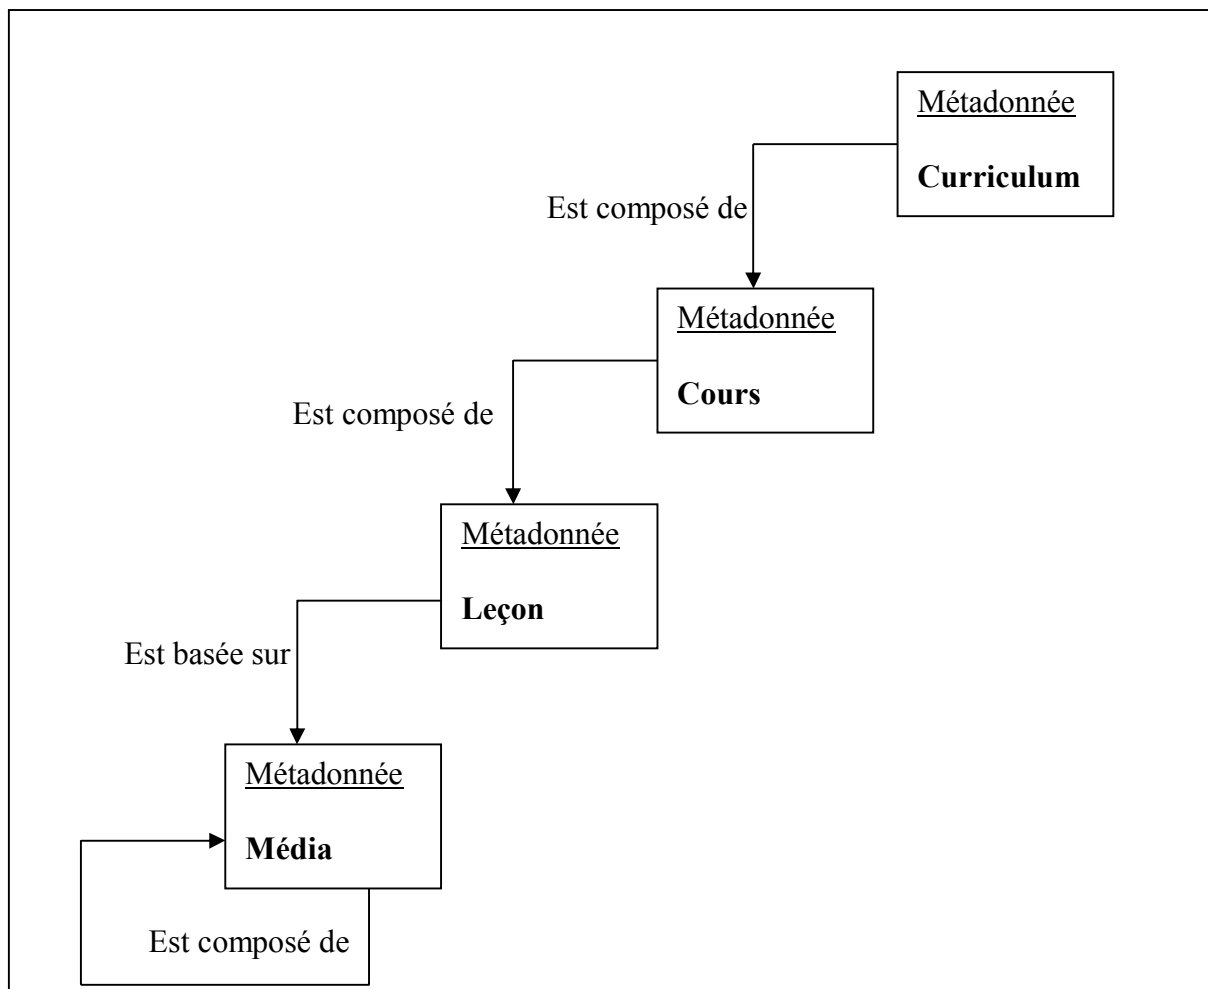 Métadonnée
Curriculum
Est composé de
Métadonnée
Cours
Est composé de
Métadonnée
Leçon
Est basée sur
Métadonnée
Média
Est composé de